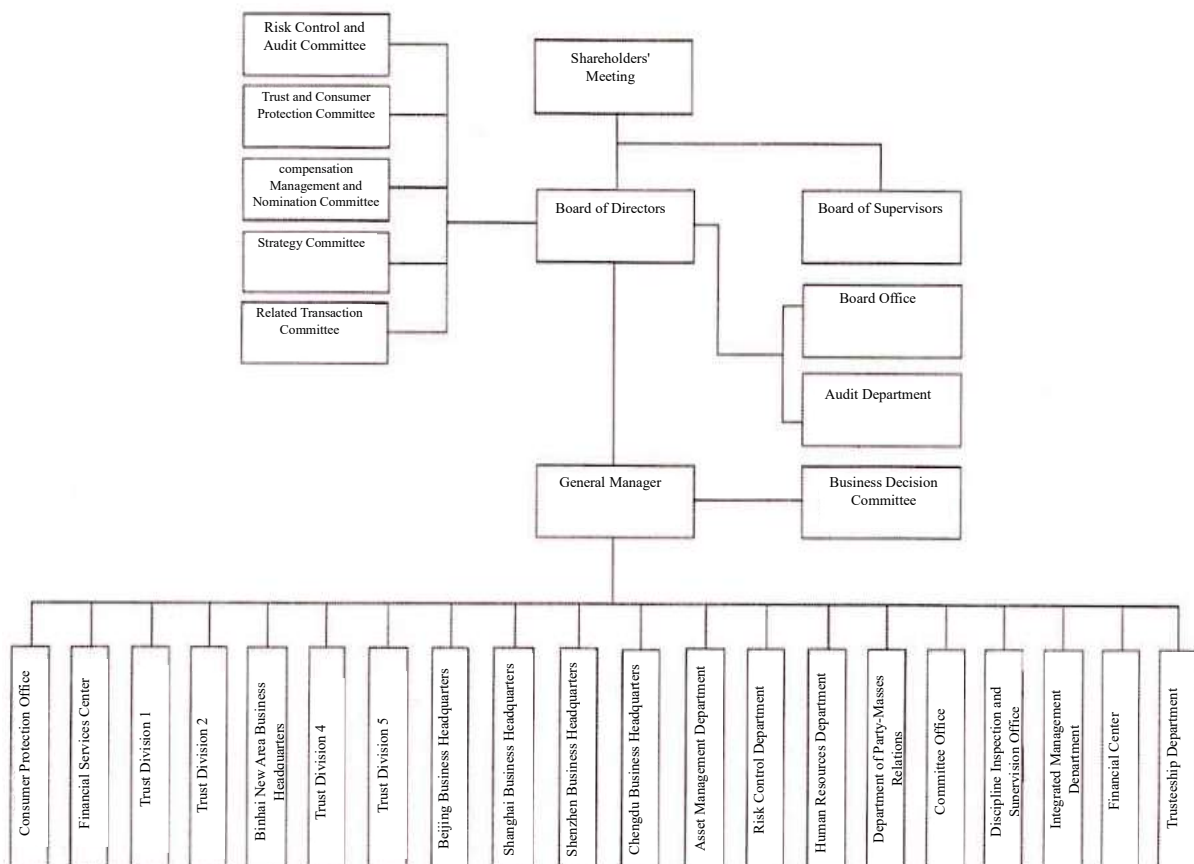 Risk Control and
Audit Committee
Shareholders'
Meeting
Trust and Consumer
Protection Committee
compensation
Management and
Nomination Committee
Board of Directors
Board of Supervisors
Strategy Committee
Board Office
Related Transaction
Committee
Audit Department
General Manager
Business Decision
Committee
Consumer Protection Office
Financial Services Center
Trust Division 1
Trust Division 2
Binhai New Area Business
Headquarters
Trust Division 4
Trust Division 5
Beijing Business Headquarters
Shanghai Business Headquarters
Shenzhen Business Headquarters
Chengdu Business Headquarters
Asset Management Department
Risk Control Department
Human Resources Department
Department of Party-Masses
Relations
Committee Office
Discipline Inspection and
Supervision Office
Integrated Management
Department
Financial Center
Trusteeship Department